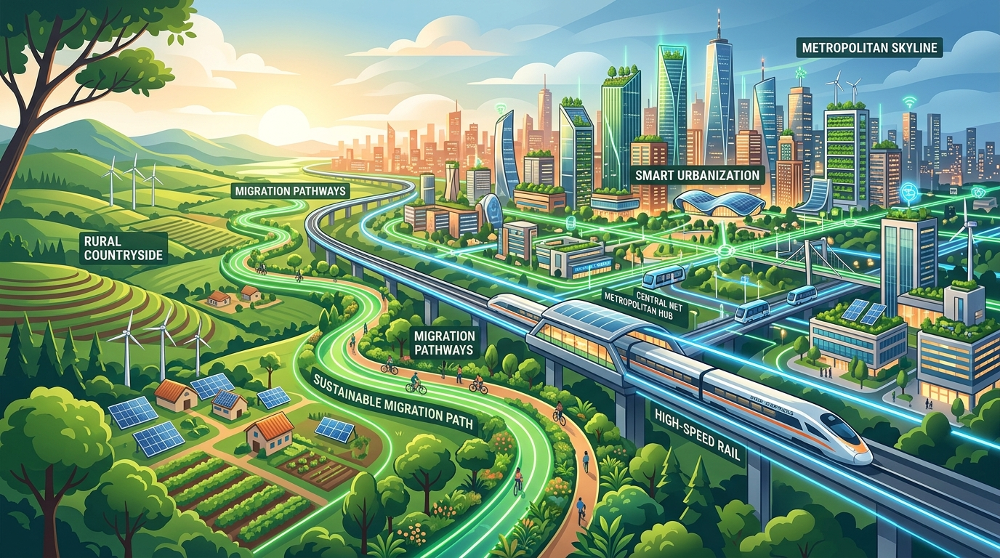 METROPOLITAN SKYLINE
SMART URBANIZATION
MIGRATION PATHWAYS
RURAL
COUNTRYSIDE
CENTRAL NET
METROPOLITAN HUB
MIGRATION
PATHWAYS
SUSTAINABLE MIGRATION PATH
HIGH-SPEED RAIL